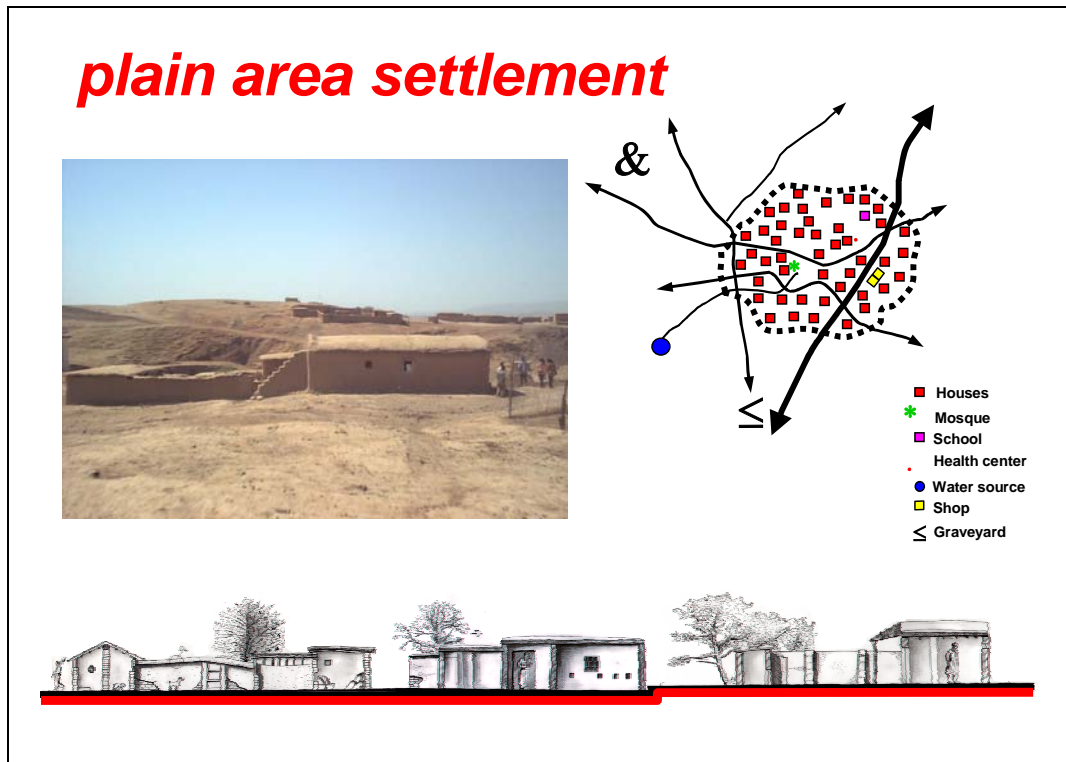 plain area settlement
&
≤
Houses
Mosque
School
Health center
Water source
Shop
≤ Graveyard